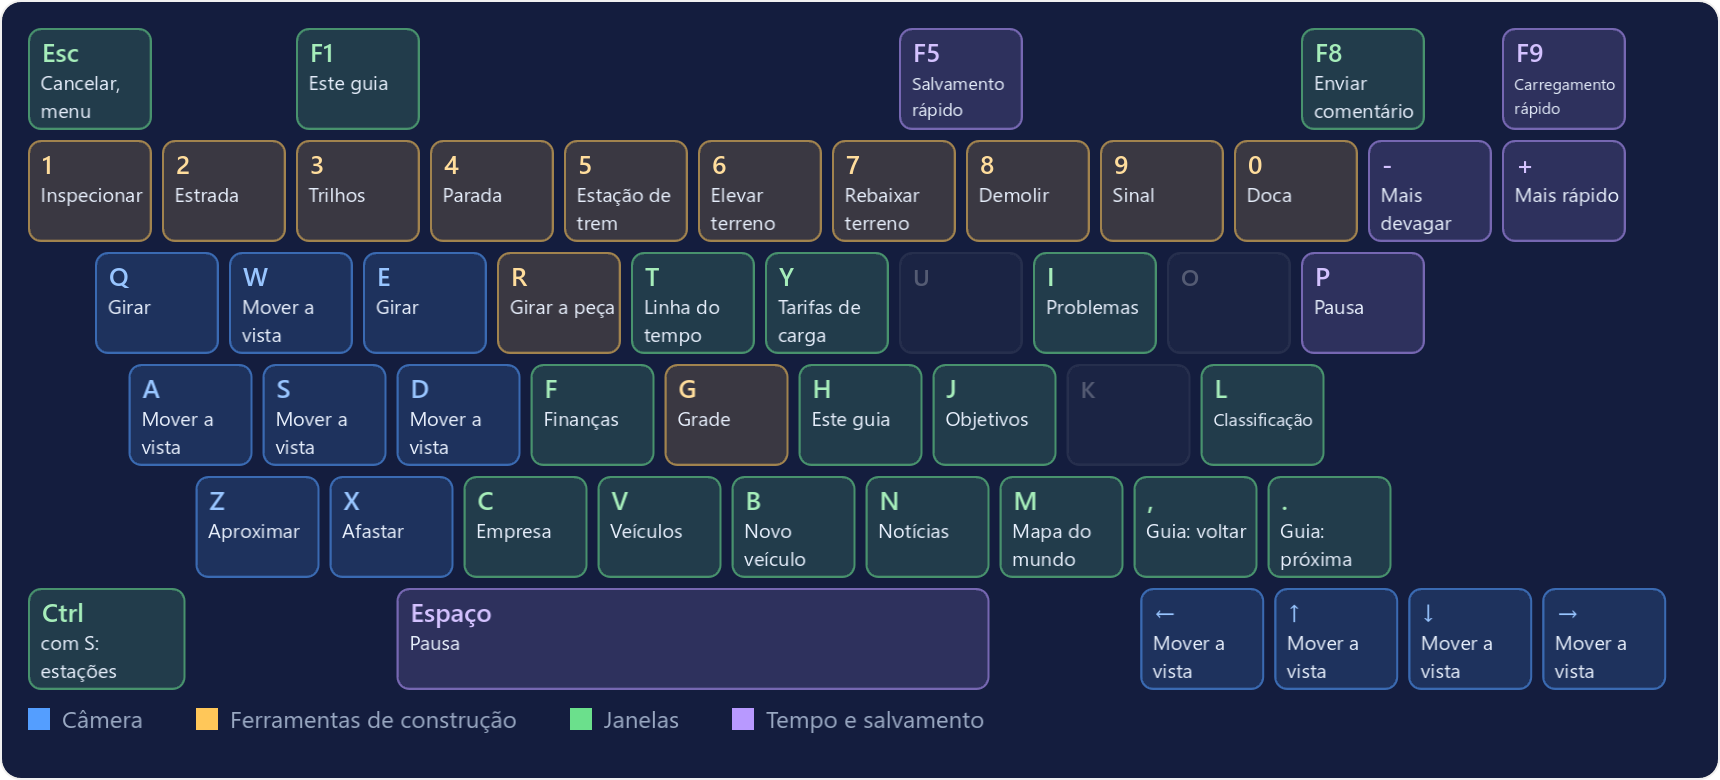 Esc
Cancelar,
menu
F1
Este guia
F5
Salvamento
rápido
F8
Enviar
comentário
F9
Carregamento
rápido
1
Inspecionar
2
Estrada
3
Trilhos
4
Parada
5
Estação de
trem
6
Elevar
terreno
7
Rebaixar
terreno
8
Demolir
9
Sinal
0
Doca
-
Mais
devagar
+
Mais rápido
Q
Girar
W
Mover a
vista
E
Girar
R
Girar a peça
T
Linha do
tempo
Y
Tarifas de
carga
U
I
Problemas
O
P
Pausa
A
Mover a
vista
S
Mover a
vista
D
Mover a
vista
F
Finanças
G
Grade
H
Este guia
J
Objetivos
K
L
Classificação
Z
Aproximar
X
Afastar
C
Empresa
V
Veículos
B
Novo
veículo
N
Notícias
M
Mapa do
mundo
,
Guia: voltar
.
Guia:
próxima
Ctrl
com S:
estações
Espaço
Pausa
←
Mover a
vista
↑
Mover a
vista
↓
Mover a
vista
→
Mover a
vista
Câmera
Ferramentas de construção
Janelas
Tempo e salvamento